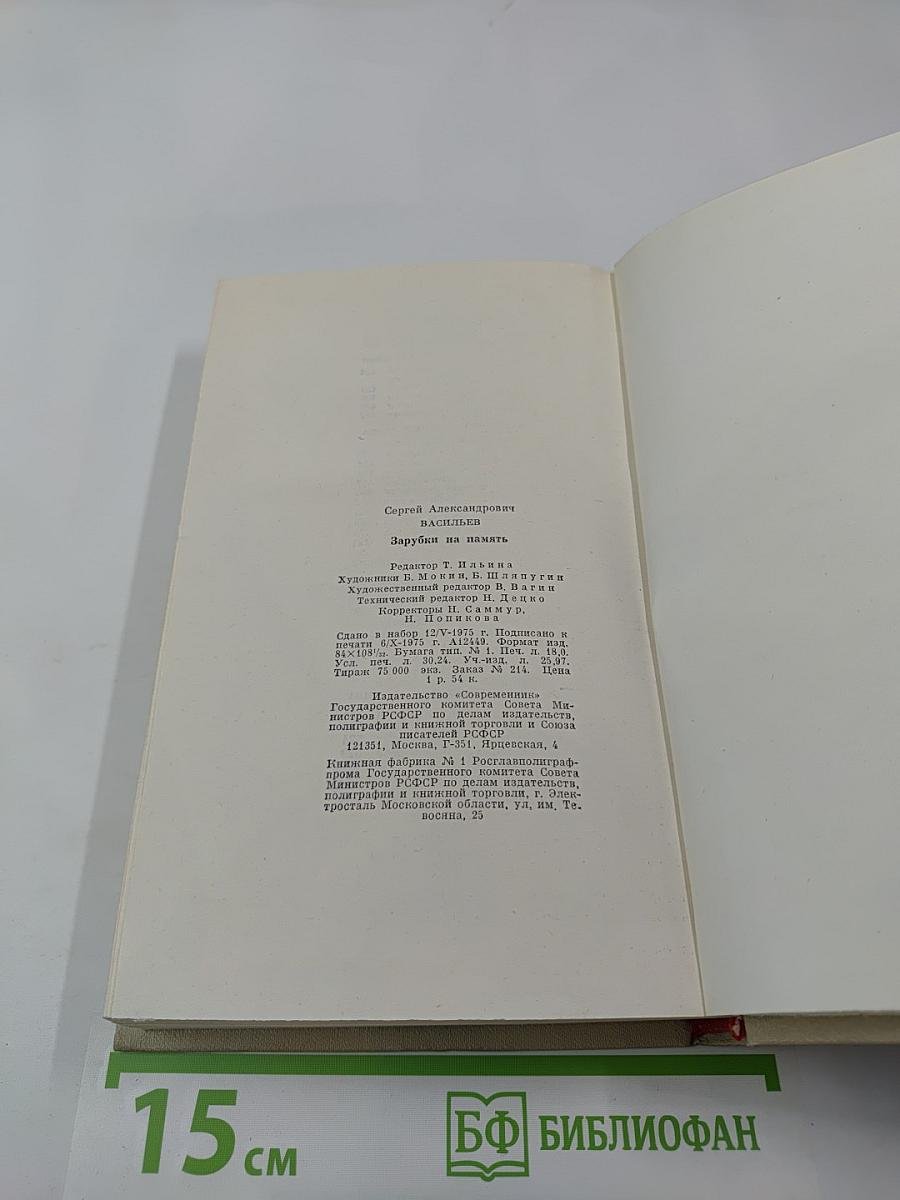 Сергей Александрович
ВАСИЛЬЕВ
Зарубки на память
Редактор Т. Ильина
Художники Б. Мокин, Б. Шляпугин
Художественный редактор В. Вагин
Технический редактор Н. Децко
Корректоры Н. Саммур,
Н. Попикова
Сдано в набор 12/V-1975 г. Подписано к
печати 6/X-1975 г. А12449. Формат изд.
84×108¹/₃₂. Бумага тип. № 1. Печ. л. 18,0.
Усл. печ. л. 30,24. Уч.-изд. л. 25,97.
Тираж 75 000 экз. Заказ № 214. Цена
1 р. 54 к.
Издательство «Современник»
Государственного комитета Совета Ми-
нистров РСФСР по делам издательств,
полиграфии и книжной торговли и Союза
писателей РСФСР
121351, Москва, Г-351, Ярцевская, 4
Книжная фабрика № 1 Росглавполиграф-
прома Государственного комитета Совета
Министров РСФСР по делам издательств,
полиграфии и книжной торговли, г. Элек-
тросталь Московской области, ул. им. Те-
восяна, 25
15 см
БФ БИБЛИОФАН